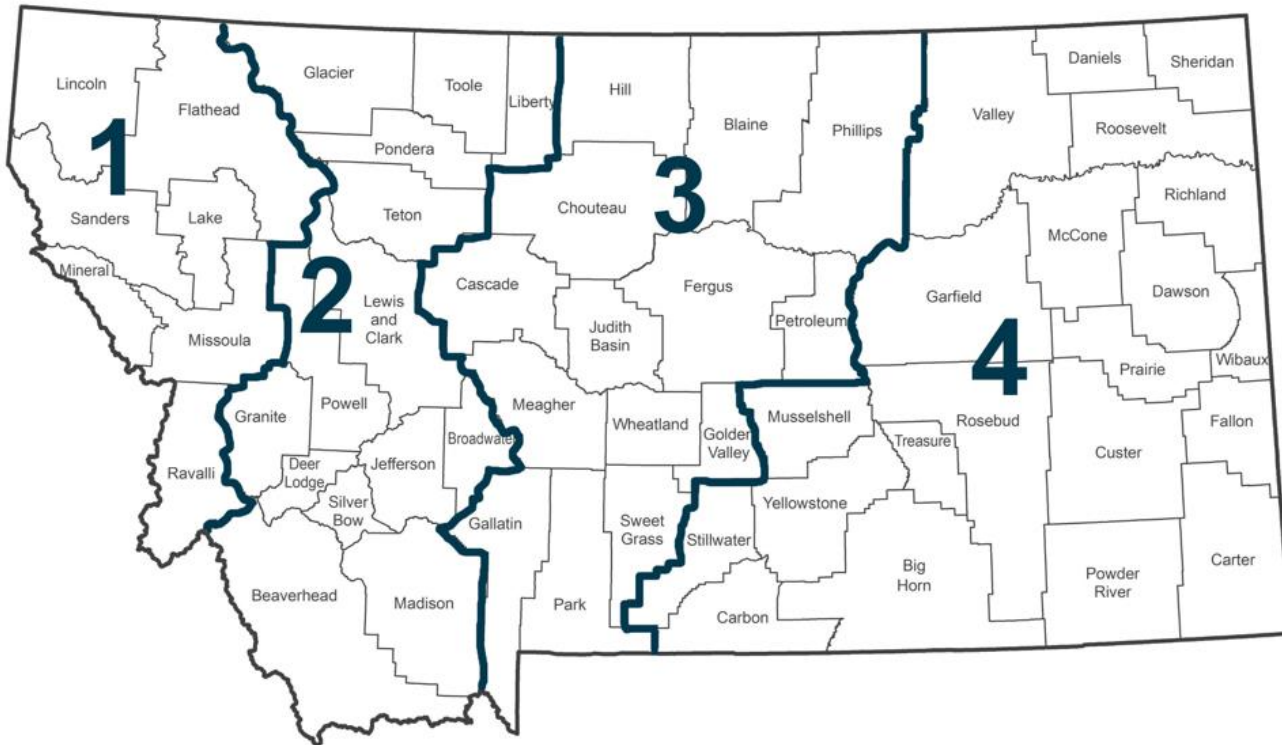 Lincoln
Flathead
Glacier
Toole
Liberty
Hill
Blaine
Phillips
Valley
Daniels
Sheridan
Roosevelt
1
Pondera
3
Sanders
Lake
Teton
Chouteau
Richland
McCone
Mineral
2
Lewis
and
Clark
Cascade
Fergus
Garfield
Dawson
Missoula
Judith
Basin
Petroleum
4
Prairie
Wibaux
Granite
Powell
Meagher
Wheatland
Golden
Valley
Musselshell
Rosebud
Fallon
Broadwater
Treasure
Custer
Ravalli
Deer
Lodge
Jefferson
Silver
Bow
Gallatin
Sweet
Grass
Stillwater
Yellowstone
Big
Horn
Carter
Beaverhead
Madison
Park
Carbon
Powder
River